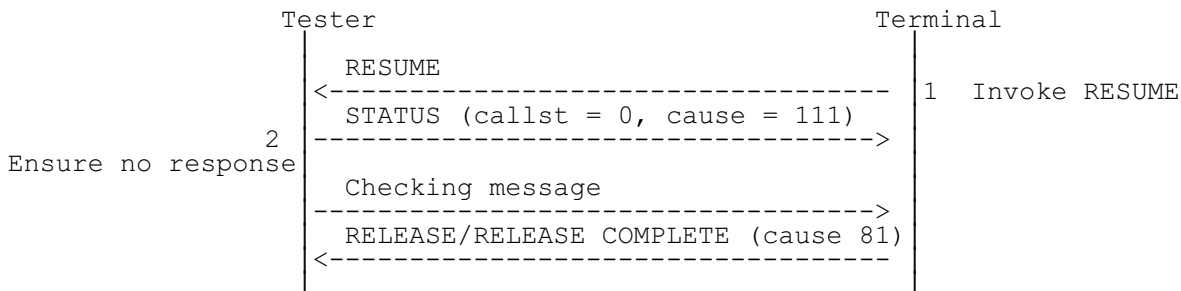 Tester Terminal
RESUME
<----------------------------------- 1 Invoke RESUME
STATUS (callst = 0, cause = 111)
2 ----------------------------------->
Ensure no response
Checking message
----------------------------------->
RELEASE/RELEASE COMPLETE (cause 81)
<-----------------------------------